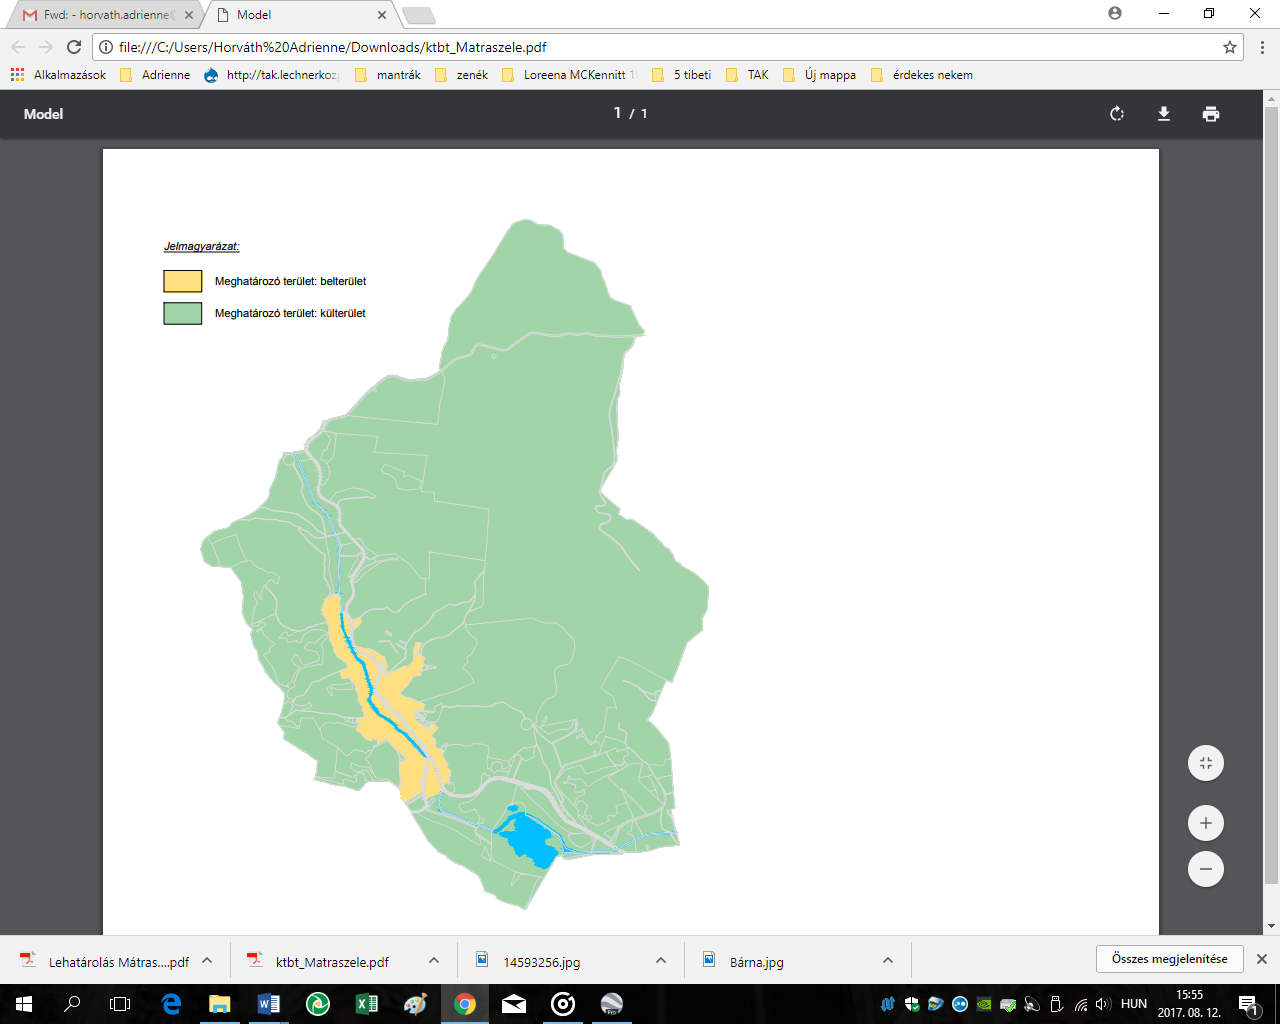 Fwd: - horvath.adrienne@
Model
file:///C:/Users/Horváth%20Adrienne/Downloads/ktbt_Matraszele.pdf
Alkalmazások Adrienne http://tak.lechnerkoz mantrák zenék Loreena MCKennitt 1 5 tibeti TAK Új mappa érdekes nekem
Model 1 / 1
Jelmagyarázat:
Meghatározó terület: belterület
Meghatározó terület: külterület
Lehatárolás Mátras....pdf ktbt_Matraszele.pdf 14593256.jpg Bárna.jpg Összes megjelenítése
HUN
15:55
2017. 08. 12.
1